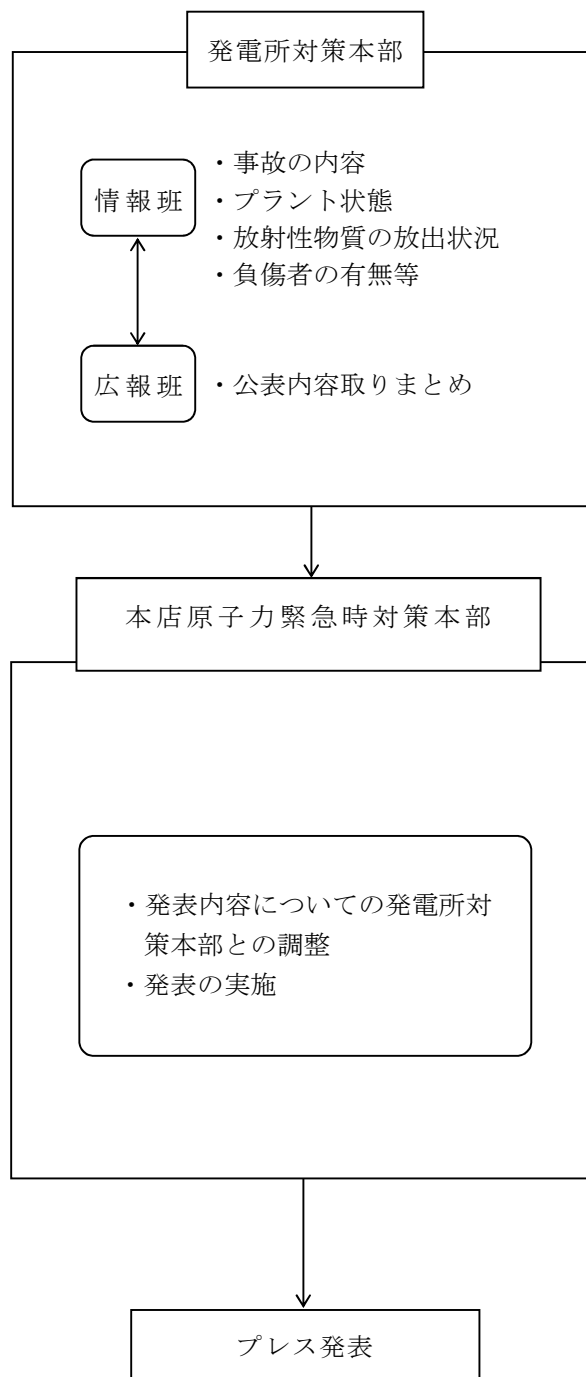 発電所対策本部
情報班
・事故の内容
・プラント状態
・放射性物質の放出状況
・負傷者の有無等
広報班
・公表内容取りまとめ
本店原子力緊急時対策本部
・発表内容についての発電所対
策本部との調整
・発表の実施
プレス発表